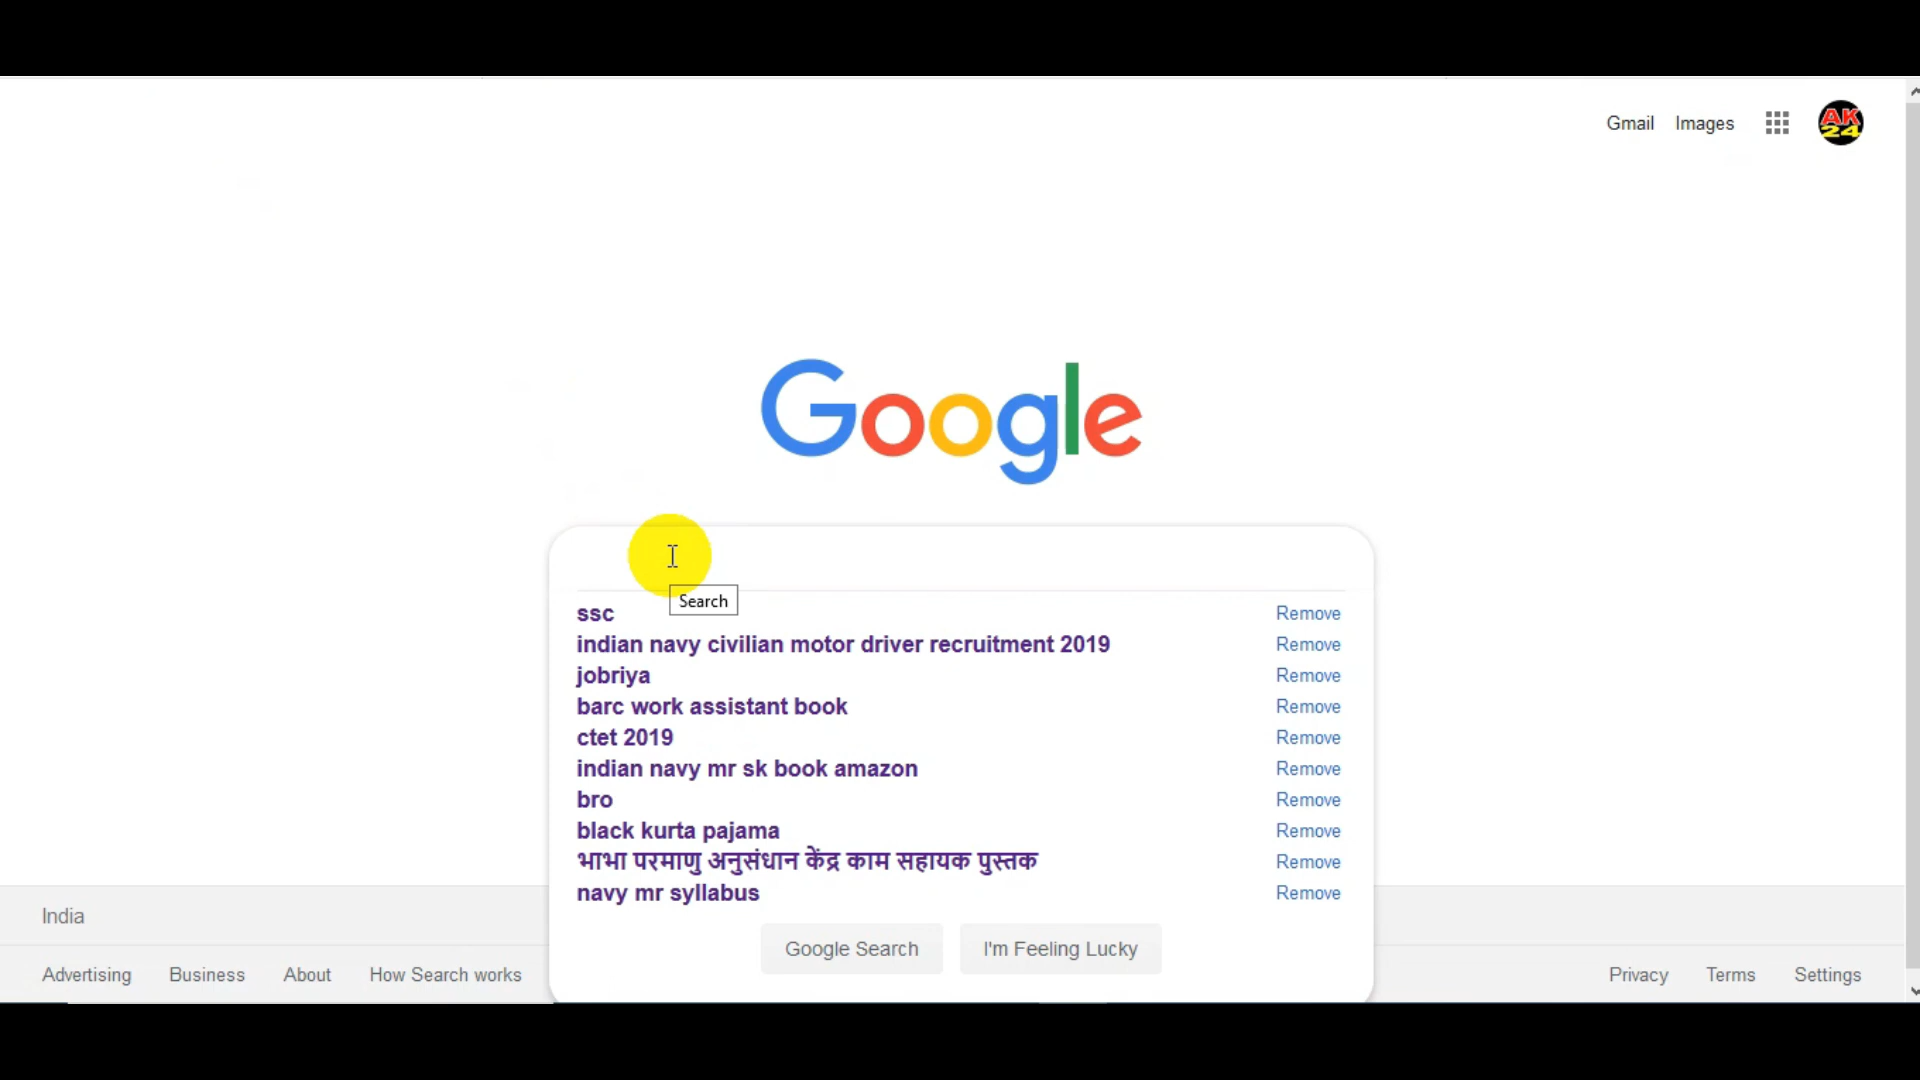 Gmail Images AK 24
Google
Search
ssc Remove
indian navy civilian motor driver recruitment 2019 Remove
jobriya Remove
barc work assistant book Remove
ctet 2019 Remove
indian navy mr sk book amazon Remove
bro Remove
black kurta pajama Remove
भाभा परमाणु अनुसंधान केंद्र काम सहायक पुस्तक Remove
navy mr syllabus Remove
India
Google Search I'm Feeling Lucky
Advertising Business About How Search works Privacy Terms Settings